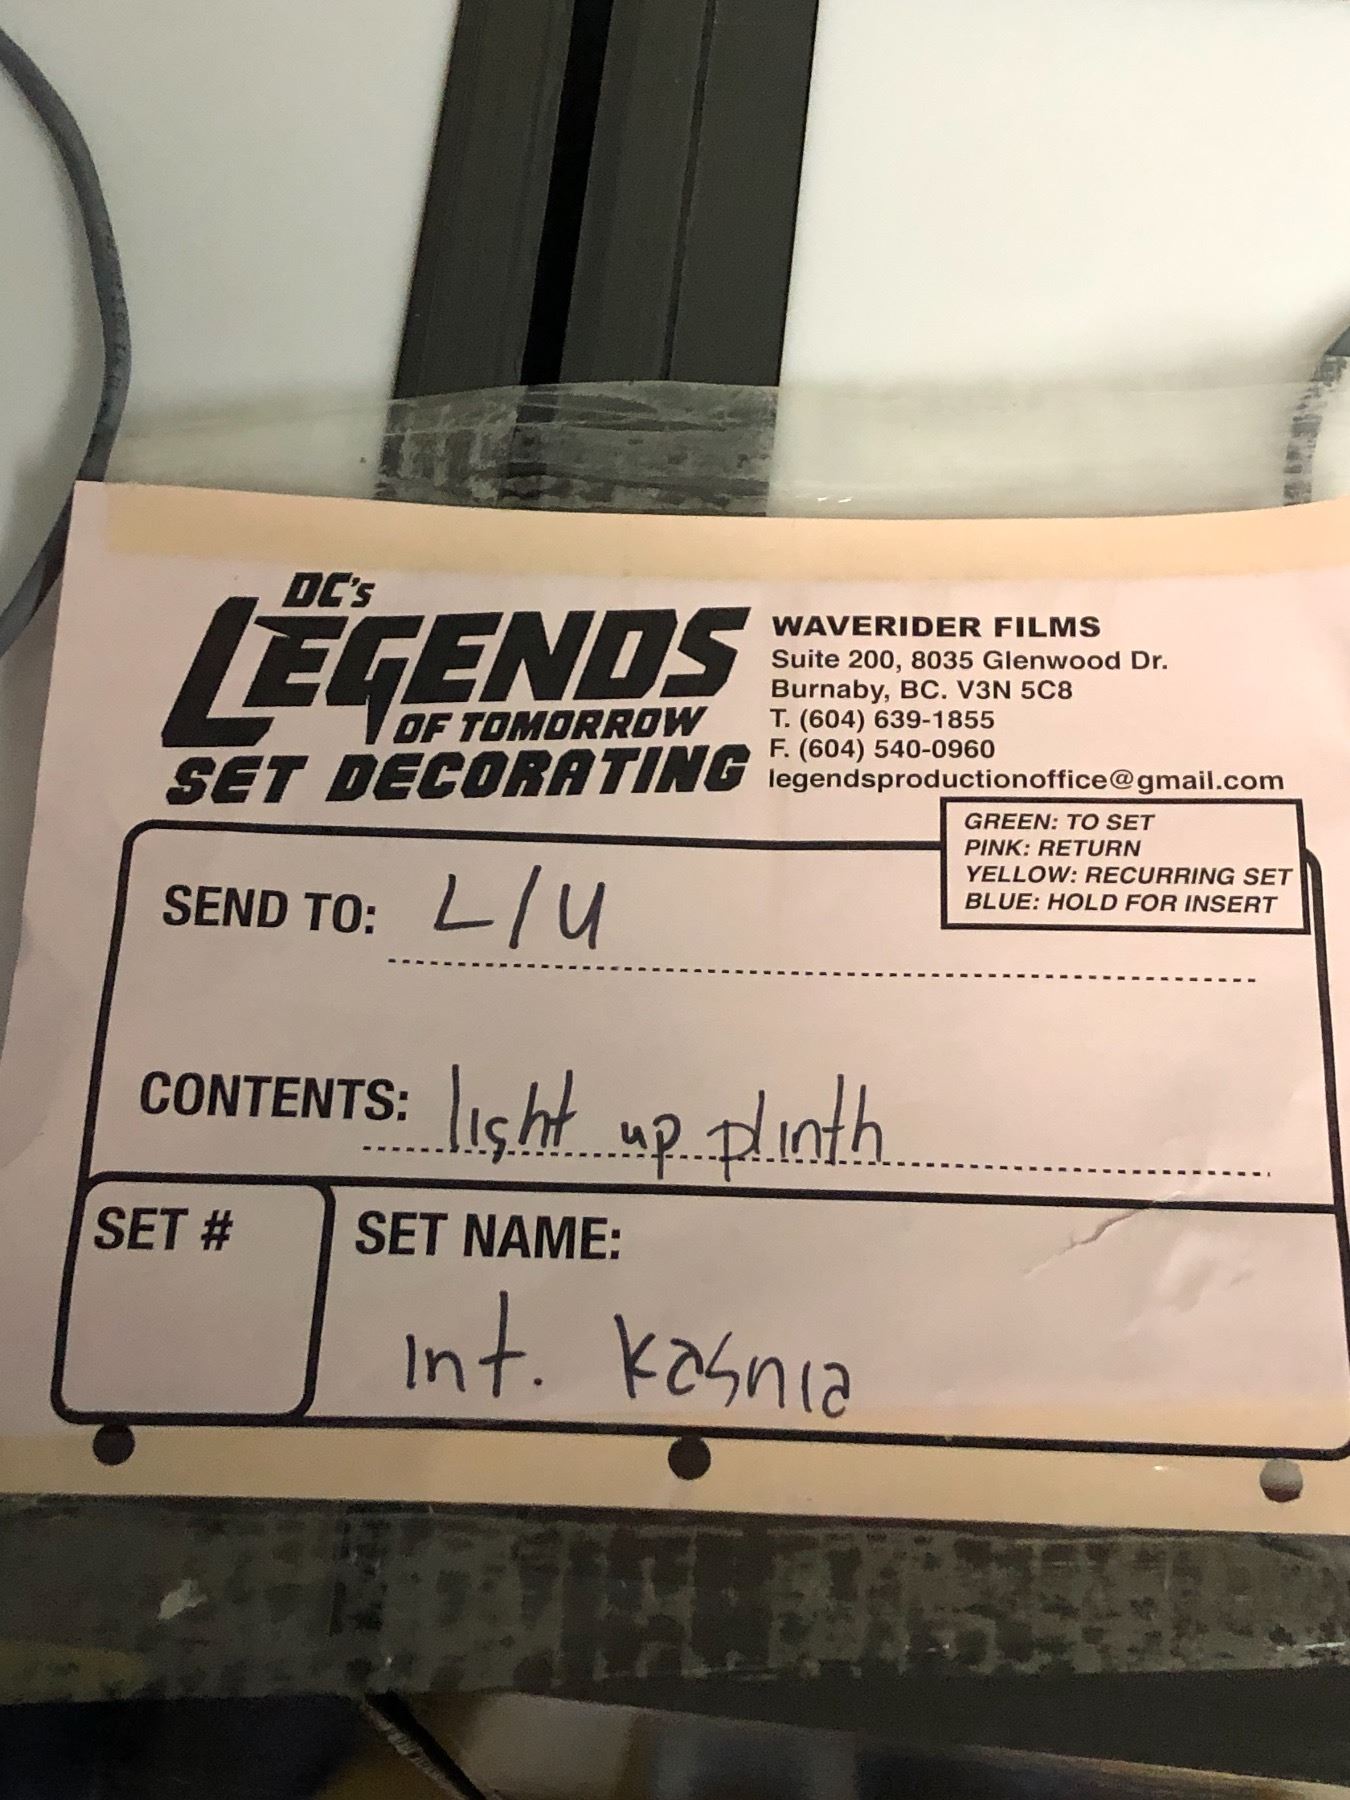 DC's
LEGENDS
OF TOMORROW
SET DECORATING
WAVERIDER FILMS
Suite 200, 8035 Glenwood Dr.
Burnaby, BC. V3N 5C8
T. (604) 639-1855
F. (604) 540-0960
legendsproductionoffice@gmail.com
GREEN: TO SET
PINK: RETURN
YELLOW: RECURRING SET
BLUE: HOLD FOR INSERT
SEND TO: L/U
CONTENTS: light up plinth
SET #
SET NAME:
Int. Kasnia